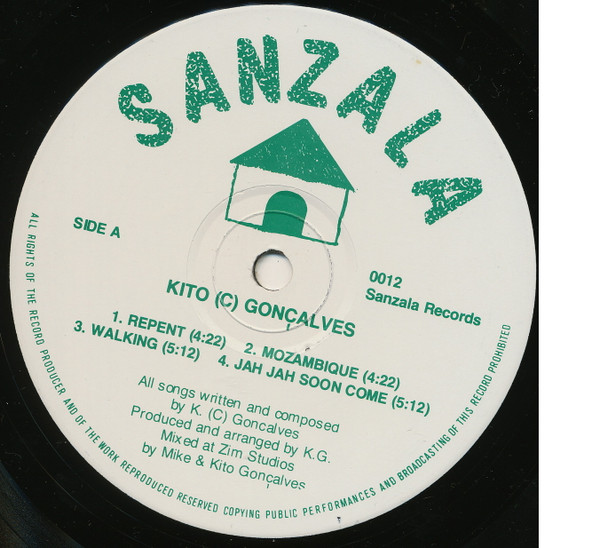 SANZALA
SIDE A
0012
Sanzala Records
KITO (C) GONÇALVES
1. REPENT (4:22) 2. MOZAMBIQUE (4:22)
3. WALKING (5:12) 4. JAH JAH SOON COME (5:12)
All songs written and composed
by K. (C) Goncalves
Produced and arranged by K.G.
Mixed at Zim Studios
by Mike & Kito Gonçalves
ALL RIGHTS OF THE RECORD PRODUCER AND OF THE WORK REPRODUCED RESERVED COPYING PUBLIC PERFORMANCES AND BROADCASTING OF THIS RECORD PROHIBITED